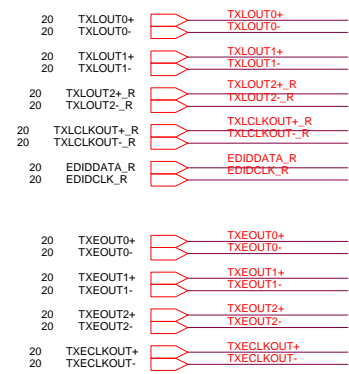 20 TXLOUT0+ TXLOUT0+
20 TXLOUT0- TXLOUT0-
20 TXLOUT1+ TXLOUT1+
20 TXLOUT1- TXLOUT1-
20 TXLOUT2+_R TXLOUT2+_R
20 TXLOUT2-_R TXLOUT2-_R
20 TXLCLKOUT+_R TXLCLKOUT+_R
20 TXLCLKOUT-_R TXLCLKOUT-_R
20 EDIDDATA_R EDIDDATA_R
20 EDIDCLK_R EDIDCLK_R
20 TXEOUT0+ TXEOUT0+
20 TXEOUT0- TXEOUT0-
20 TXEOUT1+ TXEOUT1+
20 TXEOUT1- TXEOUT1-
20 TXEOUT2+ TXEOUT2+
20 TXEOUT2- TXEOUT2-
20 TXECLKOUT+ TXECLKOUT+
20 TXECLKOUT- TXECLKOUT-